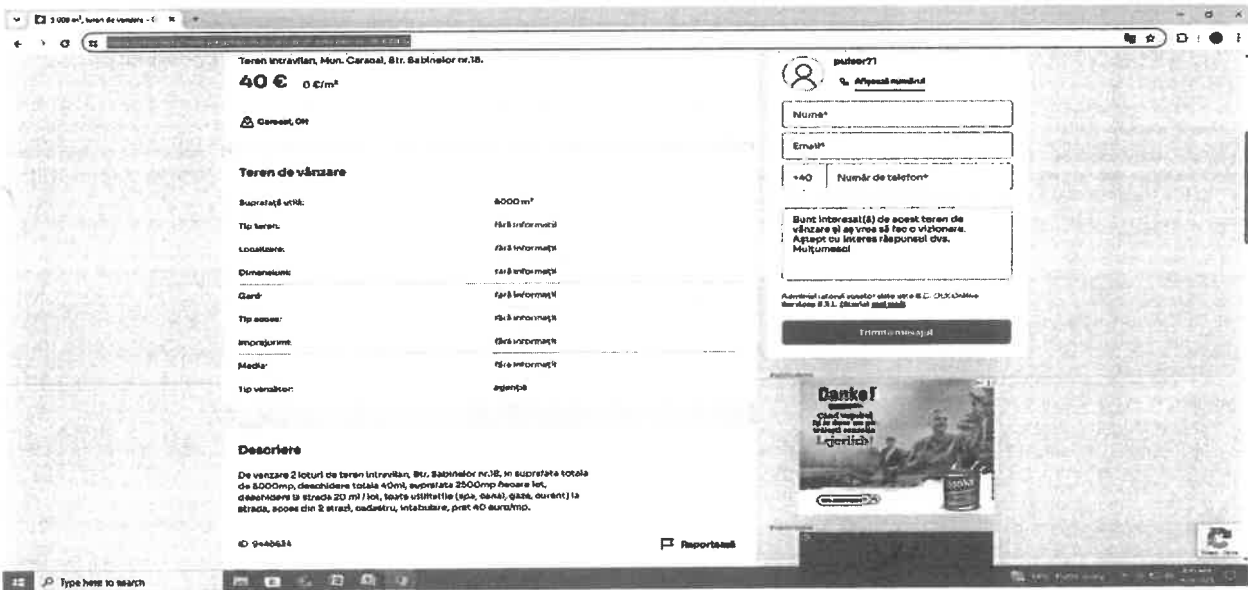 Teren intravilan, Mun. Caracal, Str. Sabinelor nr.18.
40 € 0 €/m²
Caracal, Olt
Teren de vânzare
Suprafață utilă:
5000 m²
Tip teren:
fără informații
Localizare:
fără informații
Dimensiuni:
fără informații
Gard:
fără informații
Tip acces:
fără informații
Imprejurimi:
fără informații
Media:
fără informații
Tip vânzător:
agenție
Descriere
De vanzare 2 loturi de teren intravilan, Str. Sabinelor nr.18, in suprafata totala
de 5000mp, deschidere totala 40ml, suprafata 2500mp fiecare lot,
deschidere la strada 20 ml / lot, toate utilitatile (apa, canal, gaze, curent) la
strada, acces din 2 strazi, cadastru, intabulare, pret 40 euro/mp.
Raportează
Afișează numărul
Nume*
Email*
+40
Număr de telefon*
Bunt interesat(ă) de acest teren de
vânzare și aș vrea să fac o vizionare.
Aștept cu interes răspunsul dvs.
Mulțumesc!
Trimite mesajul
Danke!
Type here to search